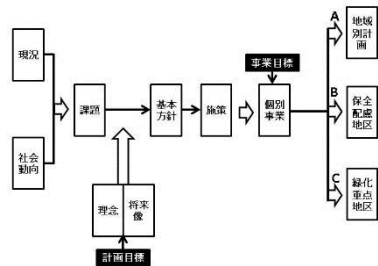 現況
社会
動向
課題
理念
将来
像
計画目標
基本
方針
施策
事業目標
個別
事業
A
地域
別計
画
B
保全
配慮
地区
C
緑化
重点
地区